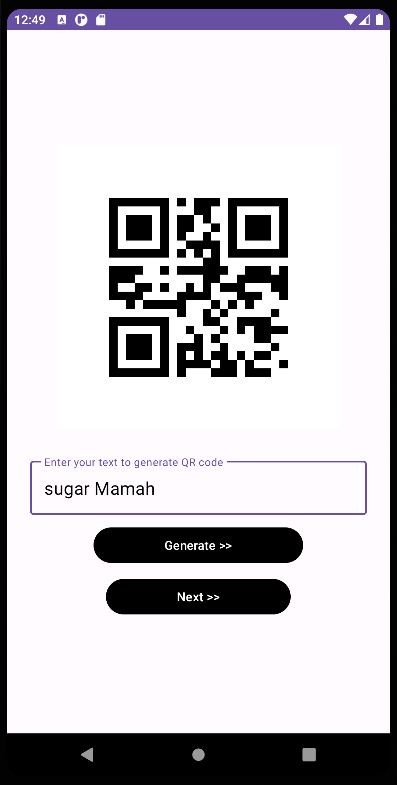 12:49
Enter your text to generate QR code
sugar Mamah
Generate >>
Next >>